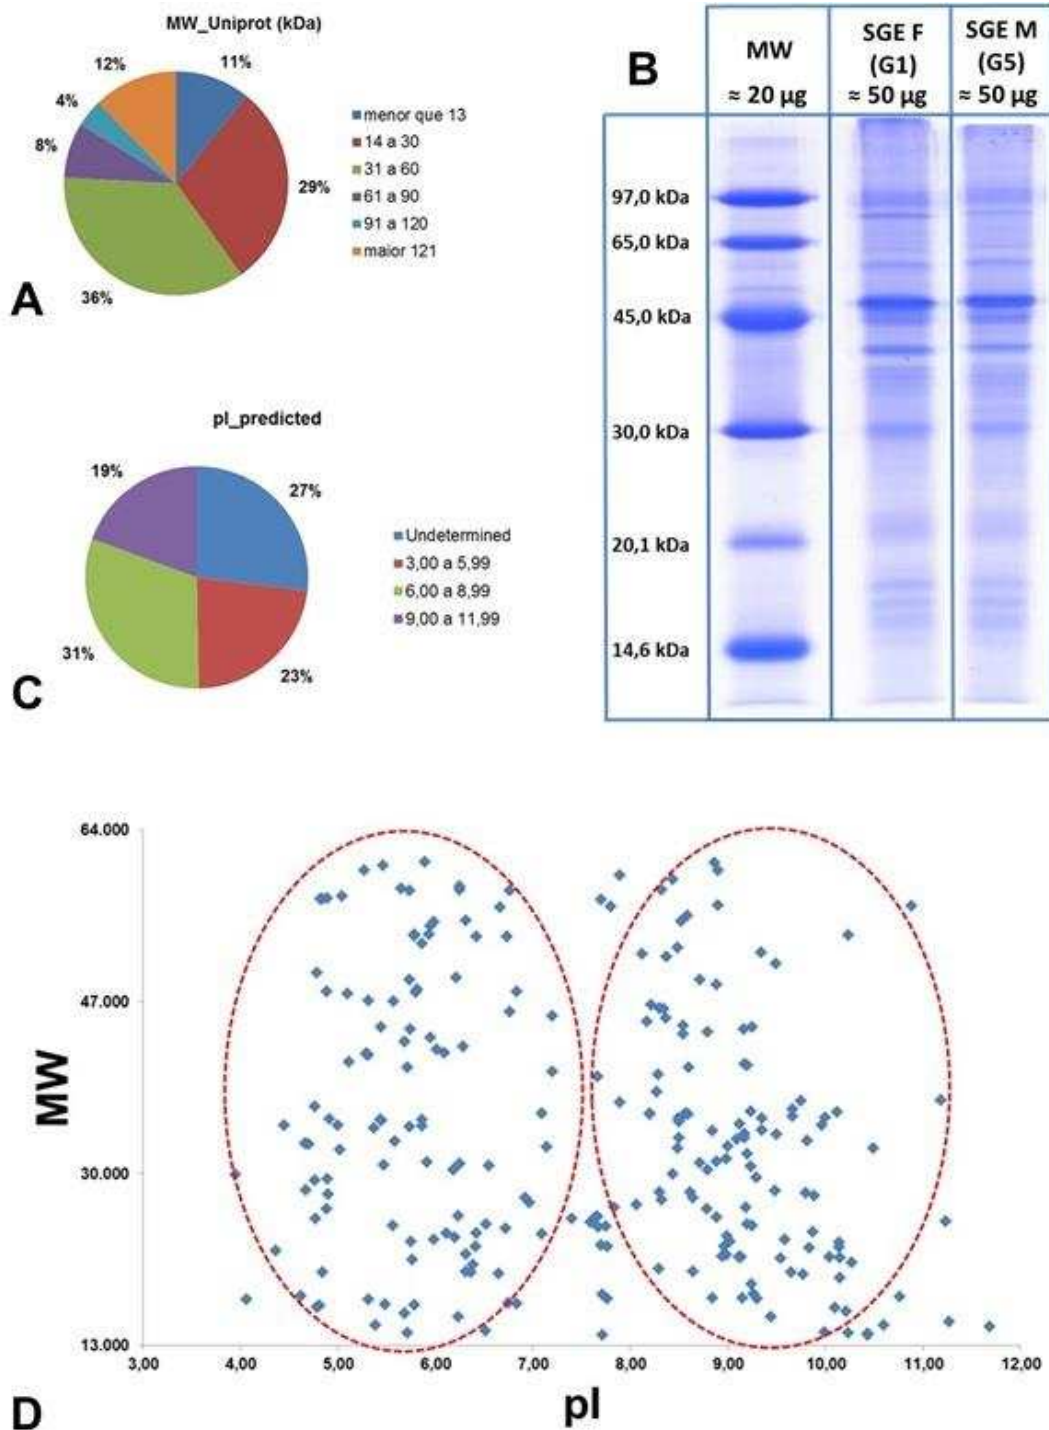 MW_Uniprot (kDa)
12%
11%
4%
8%
29%
36%
menor que 13
14 a 30
31 a 60
61 a 90
91 a 120
maior 121
A
B
MW
≈ 20 µg
SGE F
(G1)
≈ 50 µg
SGE M
(G5)
≈ 50 µg
97,0 kDa
65,0 kDa
45,0 kDa
30,0 kDa
20,1 kDa
14,6 kDa
pI_predicted
19%
27%
31%
23%
Undetermined
3,00 a 5,99
6,00 a 8,99
9,00 a 11,99
C
64.000
47.000
30.000
13.000
MW
3,00 4,00 5,00 6,00 7,00 8,00 9,00 10,00 11,00 12,00
pI
D